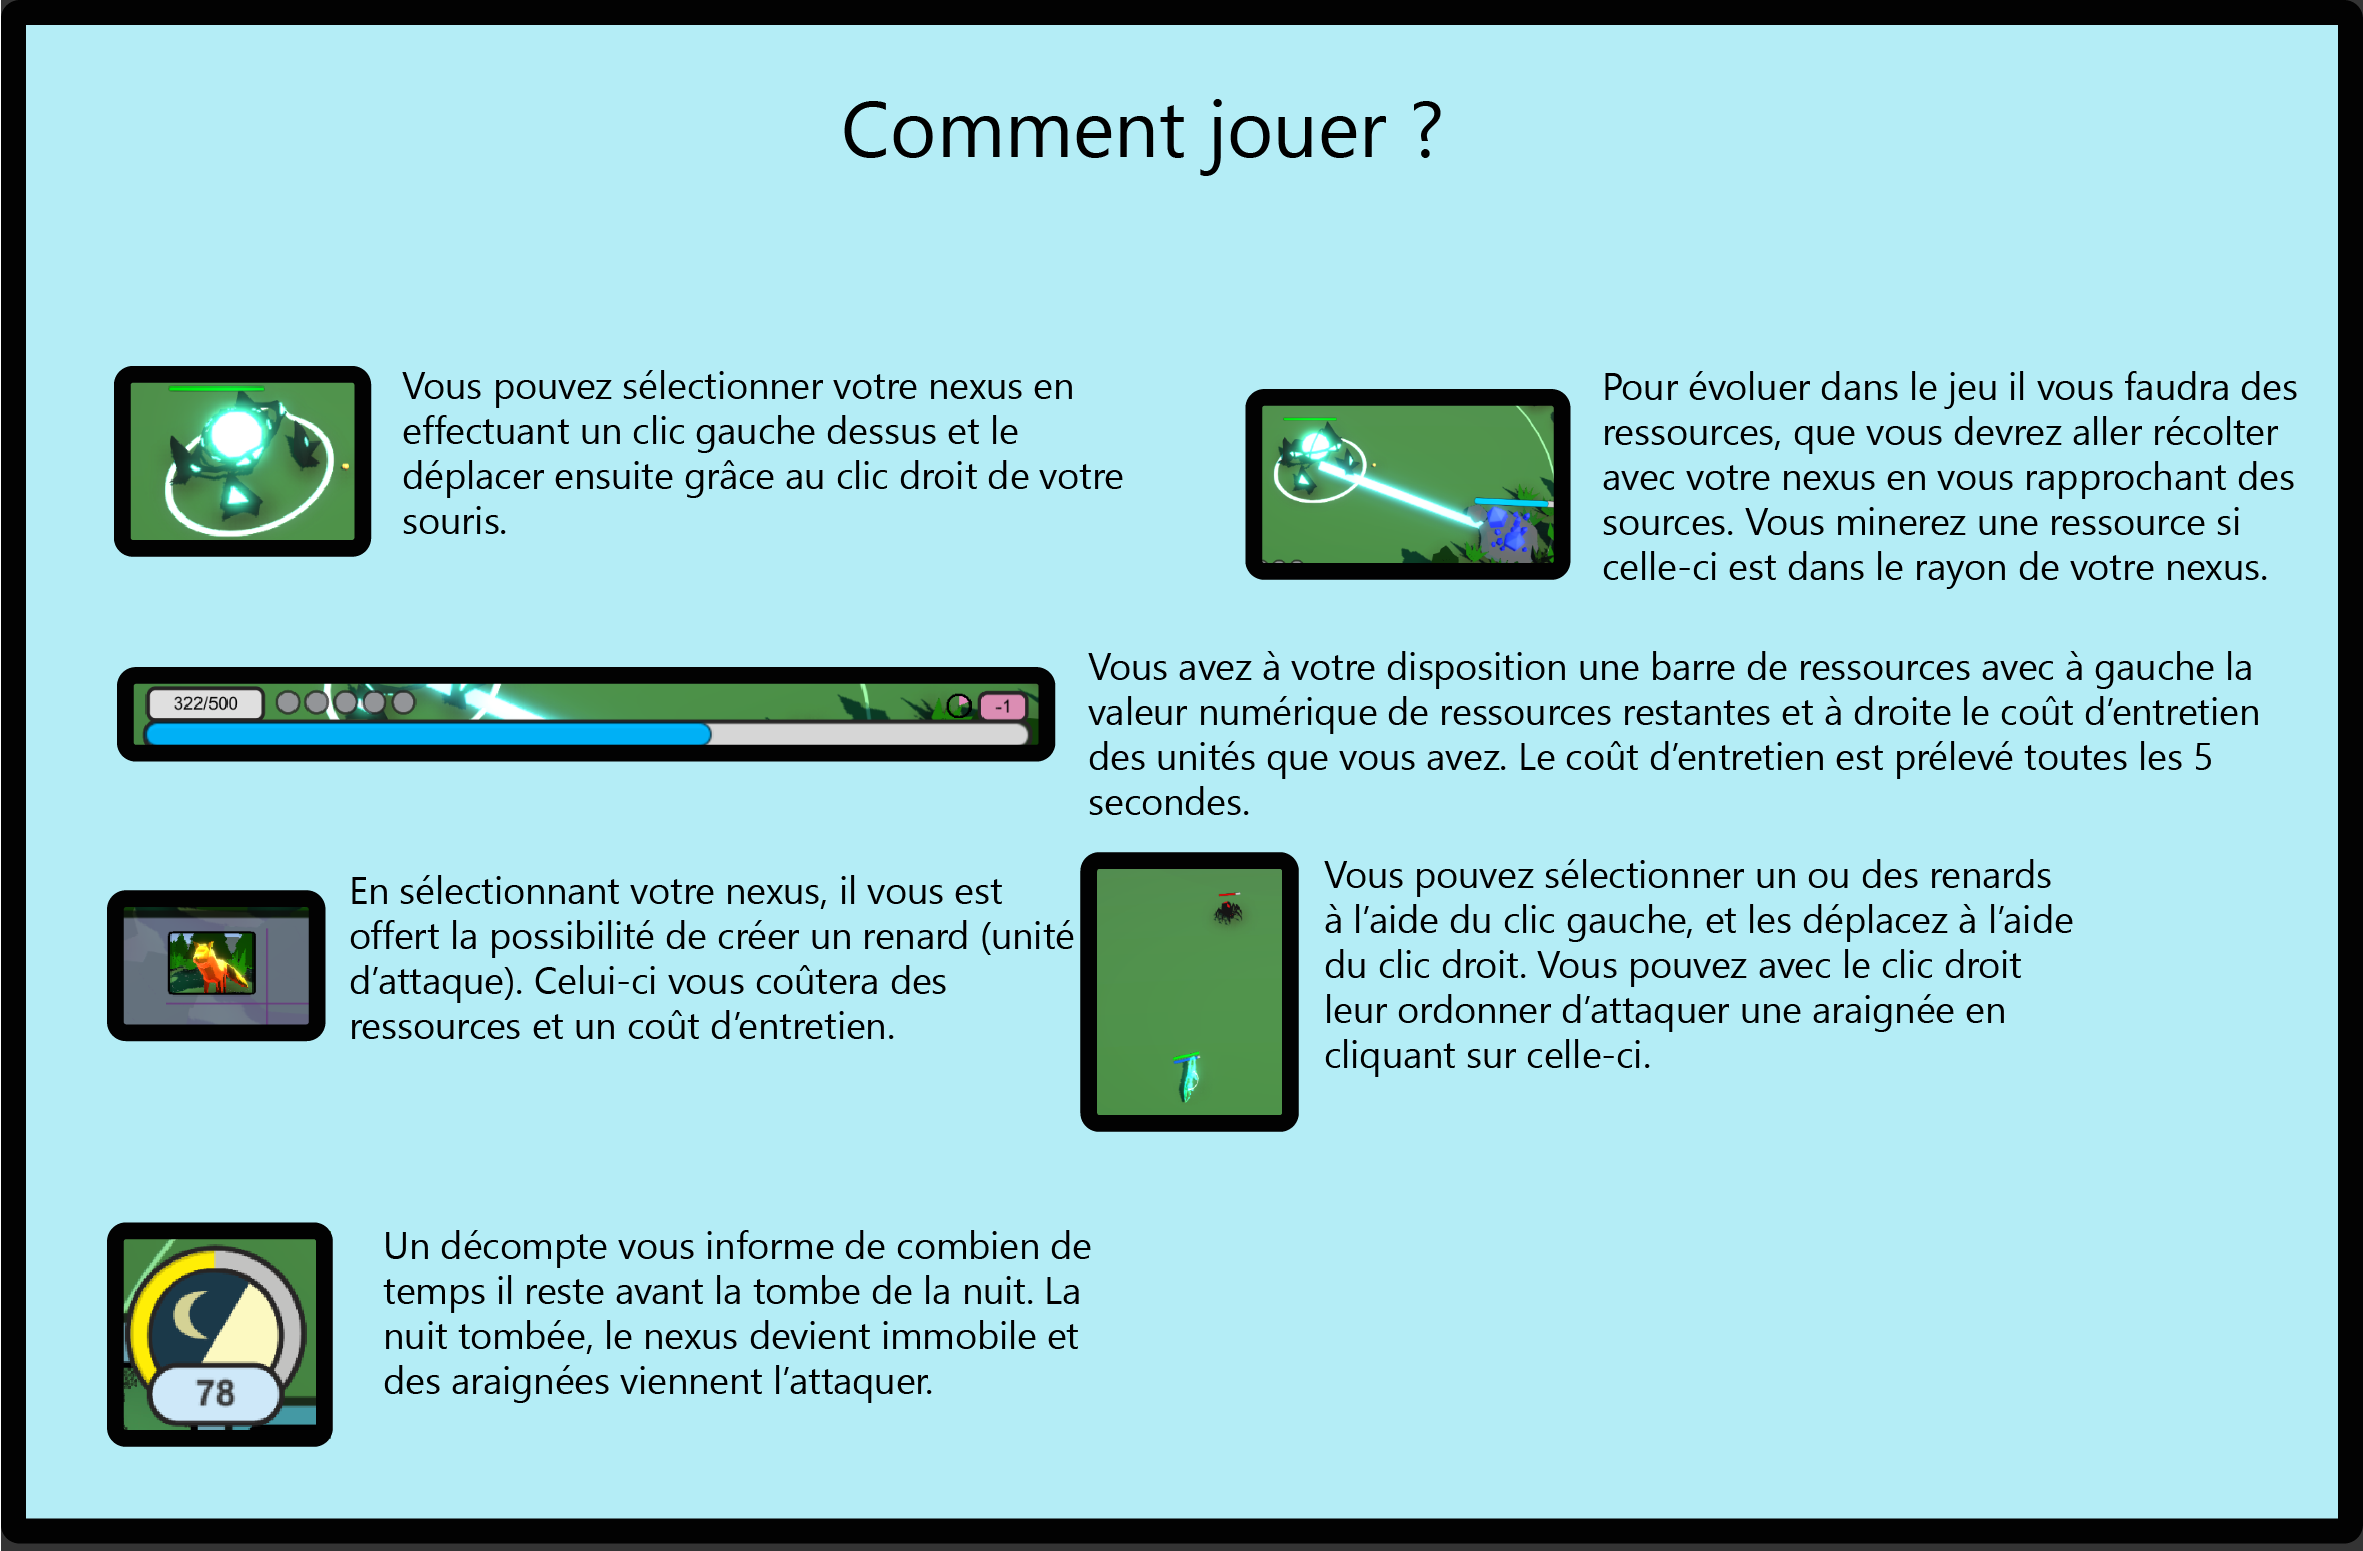 Comment jouer ?
Vous pouvez sélectionner votre nexus en
effectuant un clic gauche dessus et le
déplacer ensuite grâce au clic droit de votre
souris.
Pour évoluer dans le jeu il vous faudra des
ressources, que vous devrez aller récolter
avec votre nexus en vous rapprochant des
sources. Vous minerez une ressource si
celle-ci est dans le rayon de votre nexus.
322/500
-1
Vous avez à votre disposition une barre de ressources avec à gauche la
valeur numérique de ressources restantes et à droite le coût d’entretien
des unités que vous avez. Le coût d’entretien est prélevé toutes les 5
secondes.
En sélectionnant votre nexus, il vous est
offert la possibilité de créer un renard (unité
d’attaque). Celui-ci vous coûtera des
ressources et un coût d’entretien.
Vous pouvez sélectionner un ou des renards
à l’aide du clic gauche, et les déplacez à l’aide
du clic droit. Vous pouvez avec le clic droit
leur ordonner d’attaquer une araignée en
cliquant sur celle-ci.
78
Un décompte vous informe de combien de
temps il reste avant la tombe de la nuit. La
nuit tombée, le nexus devient immobile et
des araignées viennent l’attaquer.